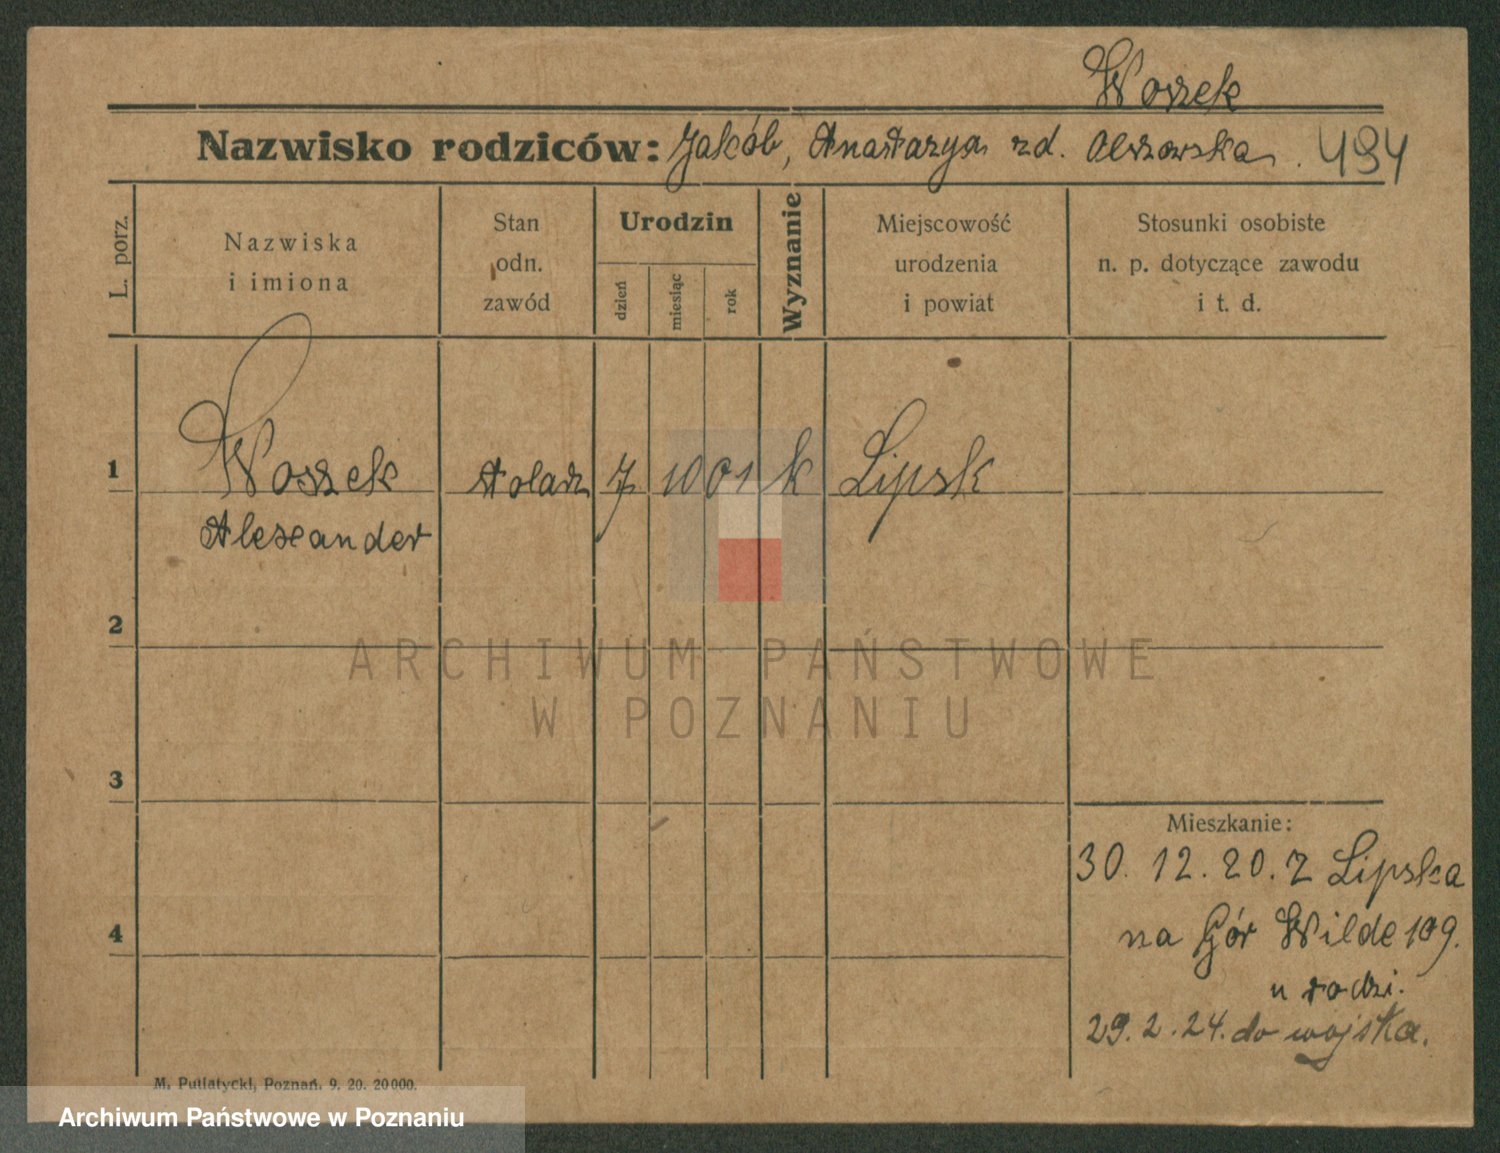 Woszek
Nazwisko rodziców: Jakób, Anastazya zd. Olszowska. 494
L. porz.
Nazwiska
i imiona
Stan
odn.
zawód
Urodzin
dzień
miesiąc
rok
Wyznanie
Miejscowość
urodzenia
i powiat
Stosunki osobiste
n. p. dotyczące zawodu
i t. d.
1 Woszek stolarz 7 10 01 k Lipsk
Alexander
2
3
4
Mieszkanie:
30. 12. 20. z Lipska
na Gór Wilde 109.
u rodzi.
29. 2. 24. do wojska.
M. Putiatycki, Poznań. 9. 20. 20000.
ARCHIWUM PAŃSTWOWE
W POZNANIU
Archiwum Państwowe w Poznaniu